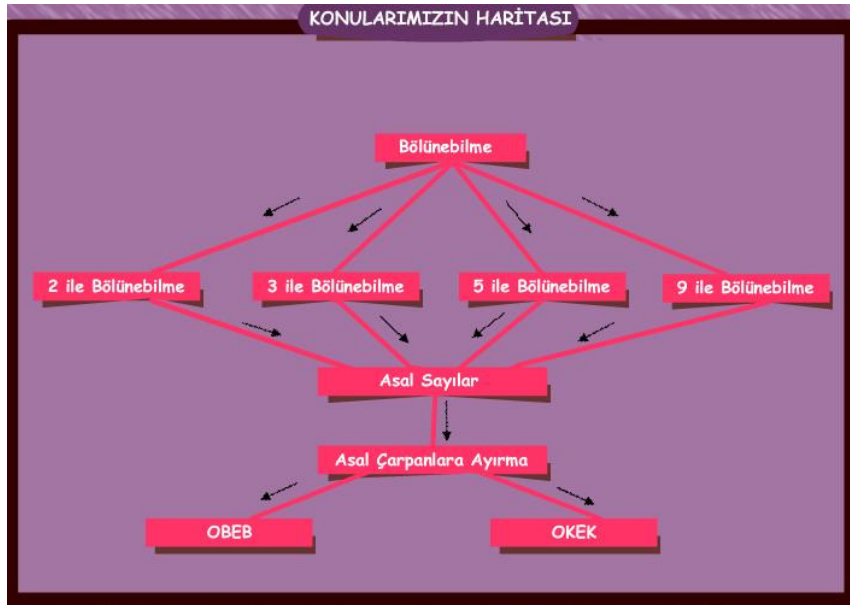 KONULARIMIZIN HARİTASI
Bölünebilme
2 ile Bölünebilme
3 ile Bölünebilme
5 ile Bölünebilme
9 ile Bölünebilme
Asal Sayılar
Asal Çarpanlara Ayırma
OBEB
OKEK